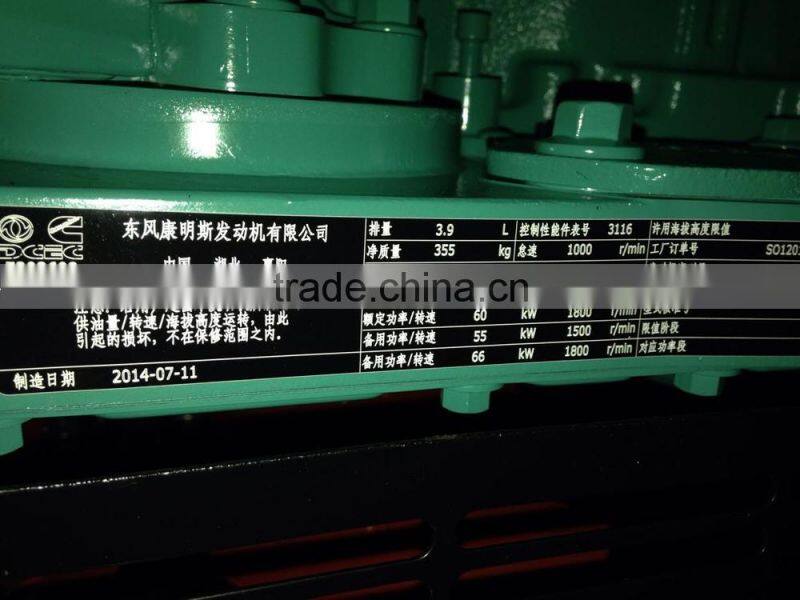 DCEC
东风康明斯发动机有限公司
中国 湖北 襄阳
供油量/转速/海拔高度运转,由此
引起的损坏,不在保修范围之内。
制造日期 2014-07-11
排量 3.9 L
净质量 355 kg
额定功率/转速 60 kW 1800 r/min
备用功率/转速 55 kW 1500 r/min
备用功率/转速 66 kW 1800 r/min
控制性能件表号 3116
怠速 1000 r/min
许用海拔高度限值
工厂订单号 SO1201
限值阶段
对应功率段
trade.china.cn